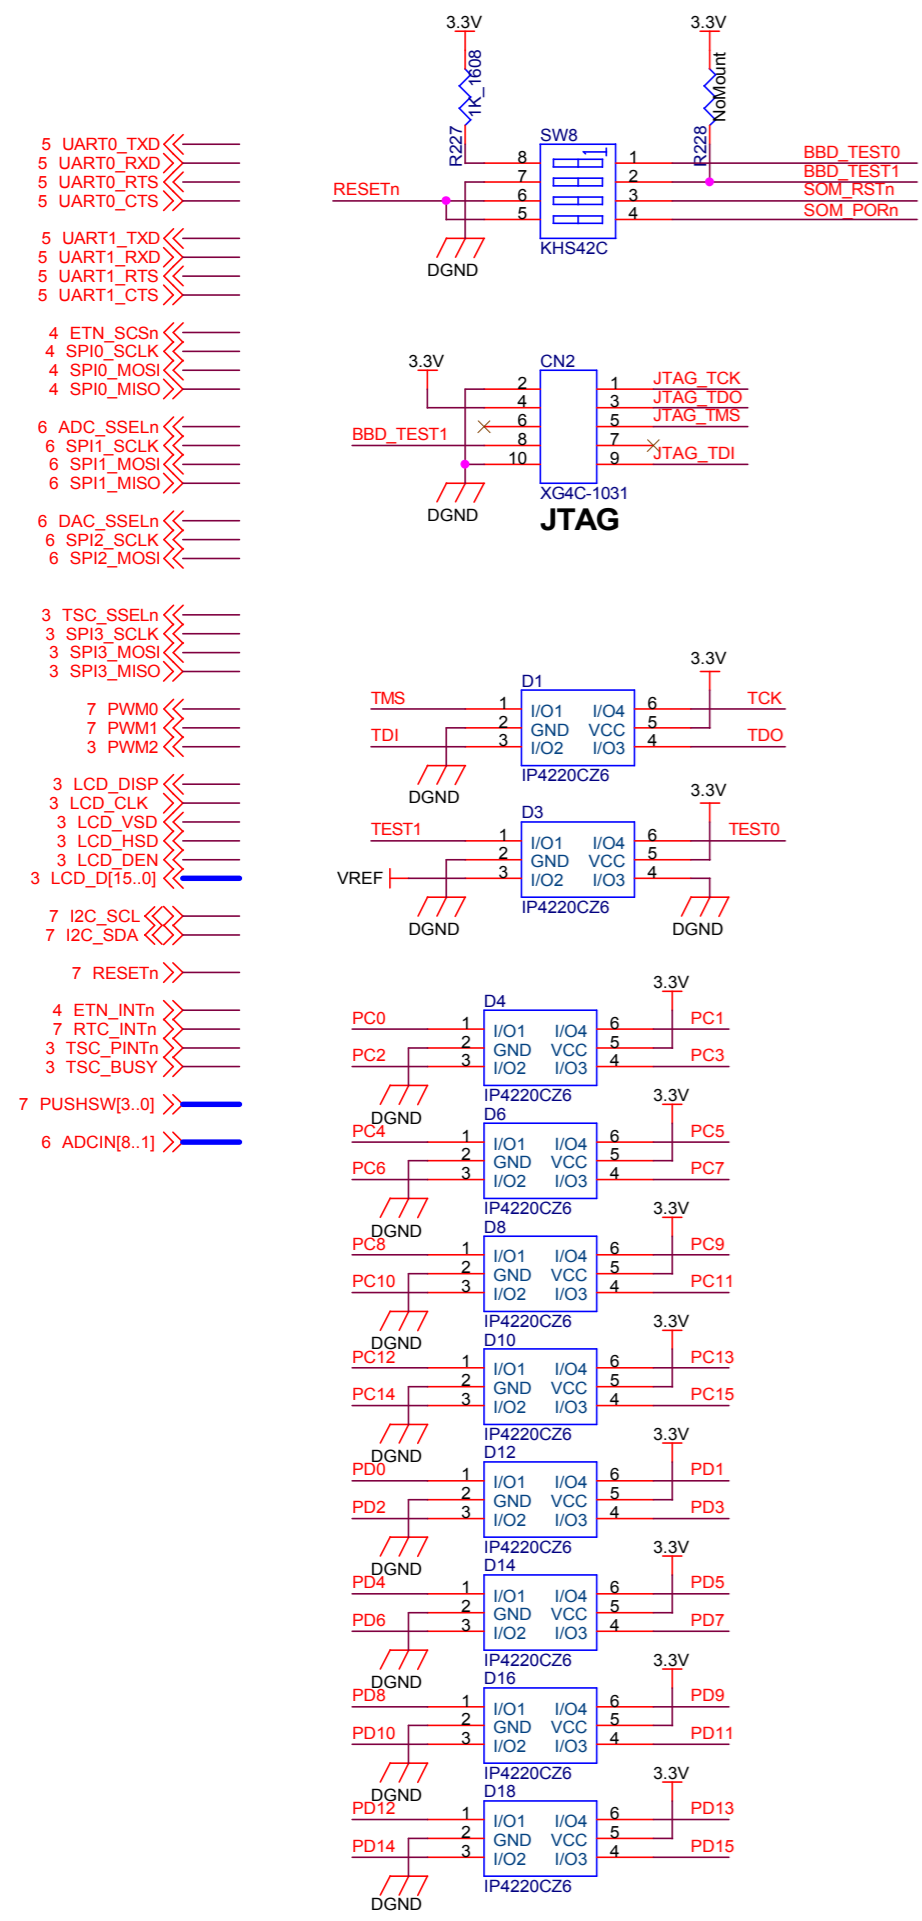 5 UART0_TXD
5 UART0_RXD
5 UART0_RTS
5 UART0_CTS
5 UART1_TXD
5 UART1_RXD
5 UART1_RTS
5 UART1_CTS
4 ETN_SCSn
4 SPI0_SCLK
4 SPI0_MOSI
4 SPI0_MISO
6 ADC_SSELn
6 SPI1_SCLK
6 SPI1_MOSI
6 SPI1_MISO
6 DAC_SSELn
6 SPI2_SCLK
6 SPI2_MOSI
3 TSC_SSELn
3 SPI3_SCLK
3 SPI3_MOSI
3 SPI3_MISO
7 PWM0
7 PWM1
3 PWM2
3 LCD_DISP
3 LCD_CLK
3 LCD_VSD
3 LCD_HSD
3 LCD_DEN
3 LCD_D[15..0]
7 I2C_SCL
7 I2C_SDA
7 RESETn
4 ETN_INTn
7 RTC_INTn
3 TSC_PINTn
3 TSC_BUSY
7 PUSHSW[3..0]
6 ADCIN[8..1]
3.3V 3.3V
R227 1K_1608
R228 NoMount
SW8
8 1 1 BBD_TEST0
7 2 BBD_TEST1
RESETn 6 3 SOM_RSTn
5 4 SOM_PORn
KHS42C
DGND
3.3V CN2
2 1 JTAG_TCK
4 3 JTAG_TDO
6 5 JTAG_TMS
BBD_TEST1 8 7
10 9 JTAG_TDI
XG4C-1031
DGND
JTAG
3.3V
D1
TMS 1 I/O1 I/O4 6 TCK
2 GND VCC 5
TDI 3 I/O2 I/O3 4 TDO
IP4220CZ6
DGND
3.3V
D3
TEST1 1 I/O1 I/O4 6 TEST0
2 GND VCC 5
VREF 3 I/O2 I/O3 4
IP4220CZ6
DGND DGND
3.3V
D4
PC0 1 I/O1 I/O4 6 PC1
2 GND VCC 5
PC2 3 I/O2 I/O3 4 PC3
IP4220CZ6
DGND
3.3V
D6
PC4 1 I/O1 I/O4 6 PC5
2 GND VCC 5
PC6 3 I/O2 I/O3 4 PC7
IP4220CZ6
DGND
3.3V
D8
PC8 1 I/O1 I/O4 6 PC9
2 GND VCC 5
PC10 3 I/O2 I/O3 4 PC11
IP4220CZ6
DGND
3.3V
D10
PC12 1 I/O1 I/O4 6 PC13
2 GND VCC 5
PC14 3 I/O2 I/O3 4 PC15
IP4220CZ6
DGND
3.3V
D12
PD0 1 I/O1 I/O4 6 PD1
2 GND VCC 5
PD2 3 I/O2 I/O3 4 PD3
IP4220CZ6
DGND
3.3V
D14
PD4 1 I/O1 I/O4 6 PD5
2 GND VCC 5
PD6 3 I/O2 I/O3 4 PD7
IP4220CZ6
DGND
3.3V
D16
PD8 1 I/O1 I/O4 6 PD9
2 GND VCC 5
PD10 3 I/O2 I/O3 4 PD11
IP4220CZ6
DGND
3.3V
D18
PD12 1 I/O1 I/O4 6 PD13
2 GND VCC 5
PD14 3 I/O2 I/O3 4 PD15
IP4220CZ6
DGND